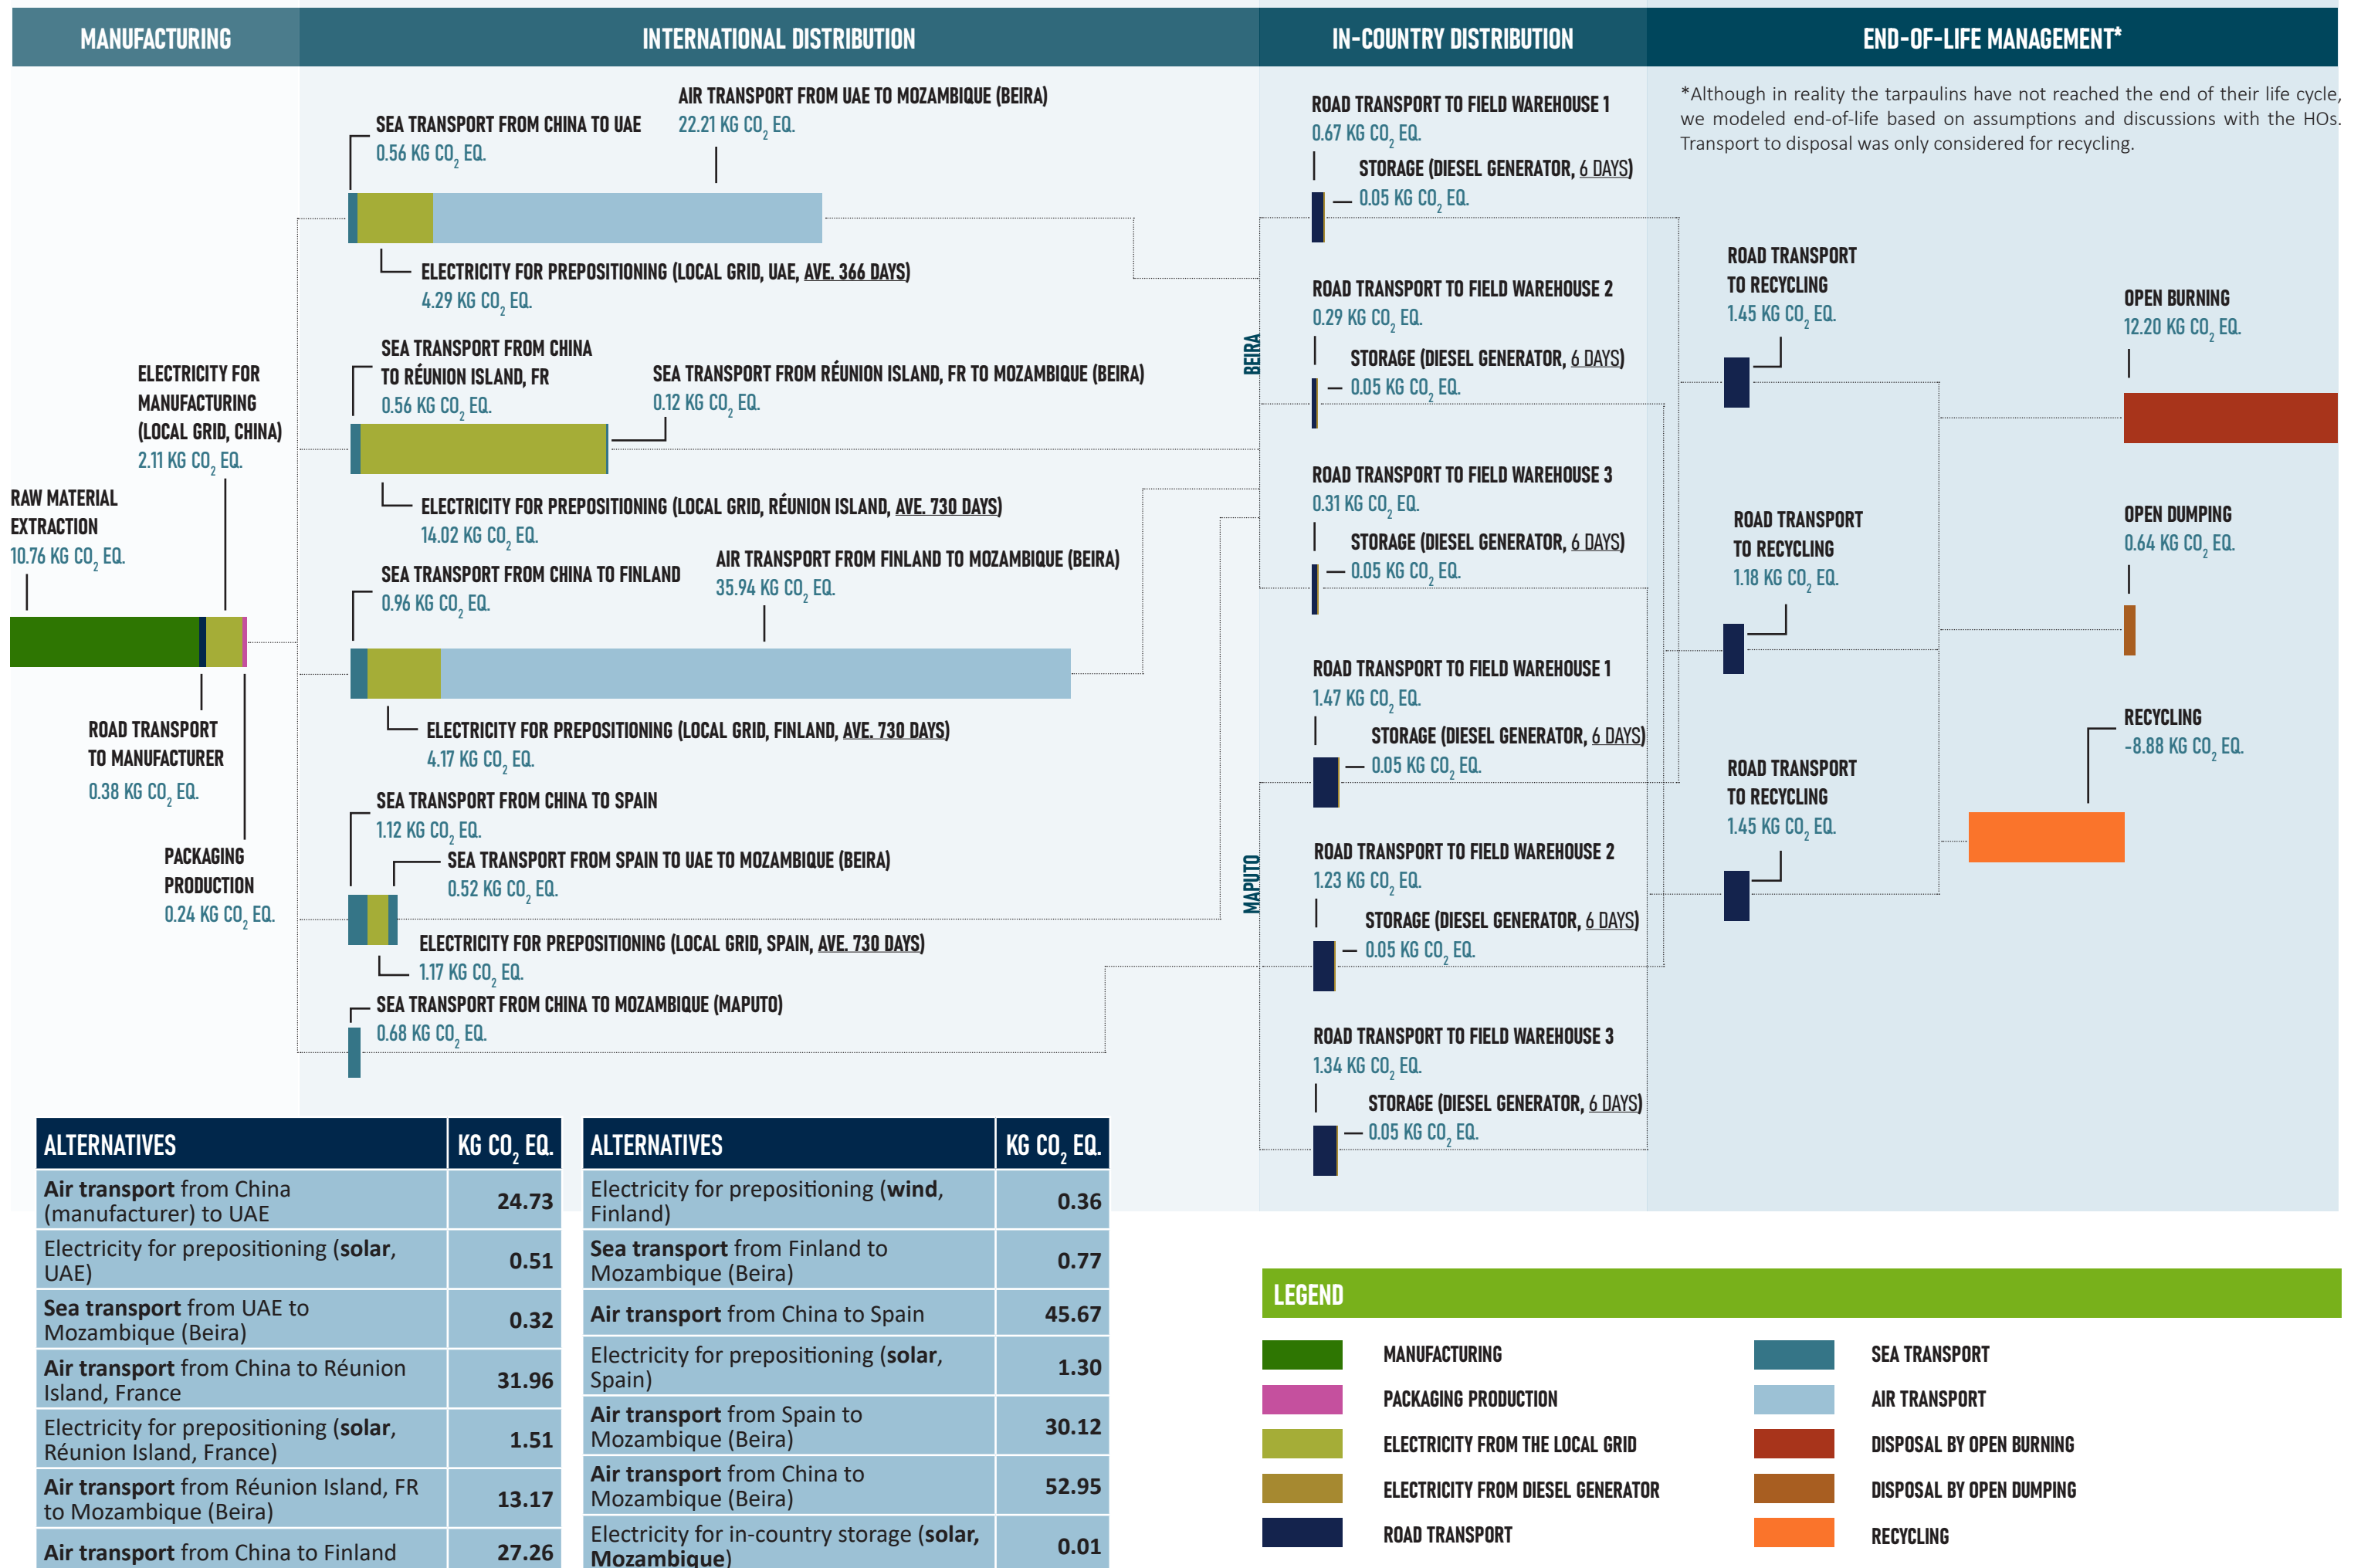 MANUFACTURING
INTERNATIONAL DISTRIBUTION
IN-COUNTRY DISTRIBUTION
END-OF-LIFE MANAGEMENT*
*Although in reality the tarpaulins have not reached the end of their life cycle,
we modeled end-of-life based on assumptions and discussions with the HOs.
Transport to disposal was only considered for recycling.
RAW MATERIAL
EXTRACTION
10.76 KG CO2 EQ.
ELECTRICITY FOR
MANUFACTURING
(LOCAL GRID, CHINA)
2.11 KG CO2 EQ.
ROAD TRANSPORT
TO MANUFACTURER
0.38 KG CO2 EQ.
PACKAGING
PRODUCTION
0.24 KG CO2 EQ.
SEA TRANSPORT FROM CHINA TO UAE
0.56 KG CO2 EQ.
AIR TRANSPORT FROM UAE TO MOZAMBIQUE (BEIRA)
22.21 KG CO2 EQ.
ELECTRICITY FOR PREPOSITIONING (LOCAL GRID, UAE, AVE. 366 DAYS)
4.29 KG CO2 EQ.
SEA TRANSPORT FROM CHINA
TO RÉUNION ISLAND, FR
0.56 KG CO2 EQ.
SEA TRANSPORT FROM RÉUNION ISLAND, FR TO MOZAMBIQUE (BEIRA)
0.12 KG CO2 EQ.
ELECTRICITY FOR PREPOSITIONING (LOCAL GRID, RÉUNION ISLAND, AVE. 730 DAYS)
14.02 KG CO2 EQ.
SEA TRANSPORT FROM CHINA TO FINLAND
0.96 KG CO2 EQ.
AIR TRANSPORT FROM FINLAND TO MOZAMBIQUE (BEIRA)
35.94 KG CO2 EQ.
ELECTRICITY FOR PREPOSITIONING (LOCAL GRID, FINLAND, AVE. 730 DAYS)
4.17 KG CO2 EQ.
SEA TRANSPORT FROM CHINA TO SPAIN
1.12 KG CO2 EQ.
SEA TRANSPORT FROM SPAIN TO UAE TO MOZAMBIQUE (BEIRA)
0.52 KG CO2 EQ.
ELECTRICITY FOR PREPOSITIONING (LOCAL GRID, SPAIN, AVE. 730 DAYS)
1.17 KG CO2 EQ.
SEA TRANSPORT FROM CHINA TO MOZAMBIQUE (MAPUTO)
0.68 KG CO2 EQ.
BEIRA
ROAD TRANSPORT TO FIELD WAREHOUSE 1
0.67 KG CO2 EQ.
STORAGE (DIESEL GENERATOR, 6 DAYS)
0.05 KG CO2 EQ.
ROAD TRANSPORT TO FIELD WAREHOUSE 2
0.29 KG CO2 EQ.
STORAGE (DIESEL GENERATOR, 6 DAYS)
0.05 KG CO2 EQ.
ROAD TRANSPORT TO FIELD WAREHOUSE 3
0.31 KG CO2 EQ.
STORAGE (DIESEL GENERATOR, 6 DAYS)
0.05 KG CO2 EQ.
MAPUTO
ROAD TRANSPORT TO FIELD WAREHOUSE 1
1.47 KG CO2 EQ.
STORAGE (DIESEL GENERATOR, 6 DAYS)
0.05 KG CO2 EQ.
ROAD TRANSPORT TO FIELD WAREHOUSE 2
1.23 KG CO2 EQ.
STORAGE (DIESEL GENERATOR, 6 DAYS)
0.05 KG CO2 EQ.
ROAD TRANSPORT TO FIELD WAREHOUSE 3
1.34 KG CO2 EQ.
STORAGE (DIESEL GENERATOR, 6 DAYS)
0.05 KG CO2 EQ.
ROAD TRANSPORT
TO RECYCLING
1.45 KG CO2 EQ.
ROAD TRANSPORT
TO RECYCLING
1.18 KG CO2 EQ.
ROAD TRANSPORT
TO RECYCLING
1.45 KG CO2 EQ.
OPEN BURNING
12.20 KG CO2 EQ.
OPEN DUMPING
0.64 KG CO2 EQ.
RECYCLING
-8.88 KG CO2 EQ.
ALTERNATIVES KG CO2 EQ.
Air transport from China
(manufacturer) to UAE 24.73
Electricity for prepositioning (solar,
UAE) 0.51
Sea transport from UAE to
Mozambique (Beira) 0.32
Air transport from China to Réunion
Island, France 31.96
Electricity for prepositioning (solar,
Réunion Island, France) 1.51
Air transport from Réunion Island, FR
to Mozambique (Beira) 13.17
Air transport from China to Finland 27.26
ALTERNATIVES KG CO2 EQ.
Electricity for prepositioning (wind,
Finland) 0.36
Sea transport from Finland to
Mozambique (Beira) 0.77
Air transport from China to Spain 45.67
Electricity for prepositioning (solar,
Spain) 1.30
Air transport from Spain to
Mozambique (Beira) 30.12
Air transport from China to
Mozambique (Beira) 52.95
Electricity for in-country storage (solar,
Mozambique) 0.01
LEGEND
MANUFACTURING
PACKAGING PRODUCTION
ELECTRICITY FROM THE LOCAL GRID
ELECTRICITY FROM DIESEL GENERATOR
ROAD TRANSPORT
SEA TRANSPORT
AIR TRANSPORT
DISPOSAL BY OPEN BURNING
DISPOSAL BY OPEN DUMPING
RECYCLING